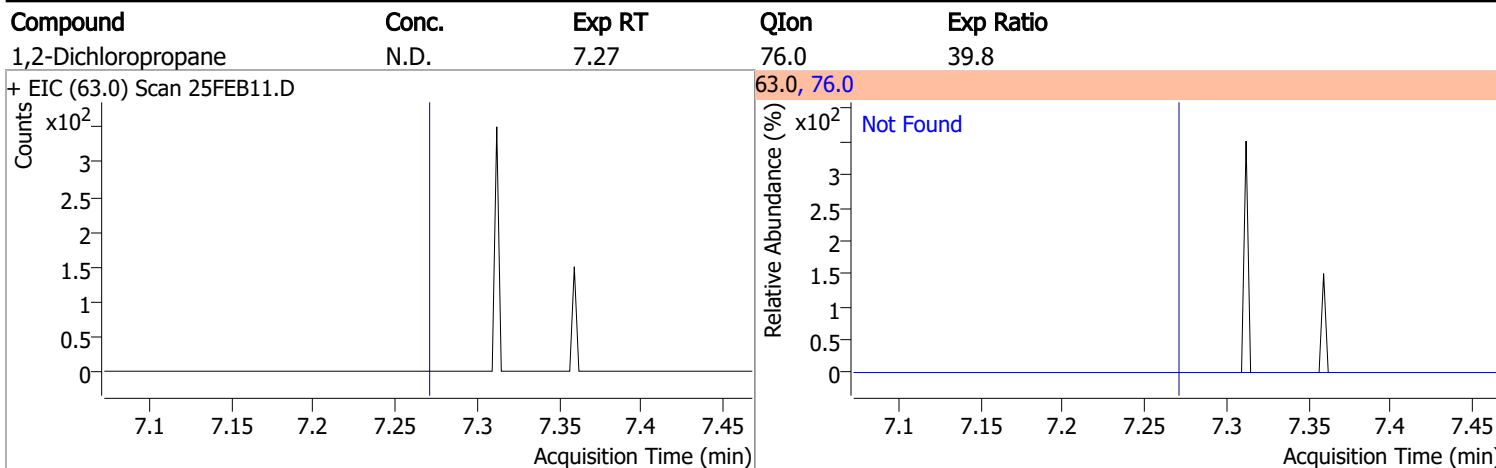 Compound Conc. Exp RT QIon Exp Ratio
1,2-Dichloropropane N.D. 7.27 76.0 39.8
+ EIC (63.0) Scan 25FEB11.D
Counts
x10²
3
2.5
2
1.5
1
0.5
0
7.1 7.15 7.2 7.25 7.3 7.35 7.4 7.45
Acquisition Time (min)
63.0, 76.0
Relative Abundance (%)
x10²
Not Found
3
2.5
2
1.5
1
0.5
0
7.1 7.15 7.2 7.25 7.3 7.35 7.4 7.45
Acquisition Time (min)